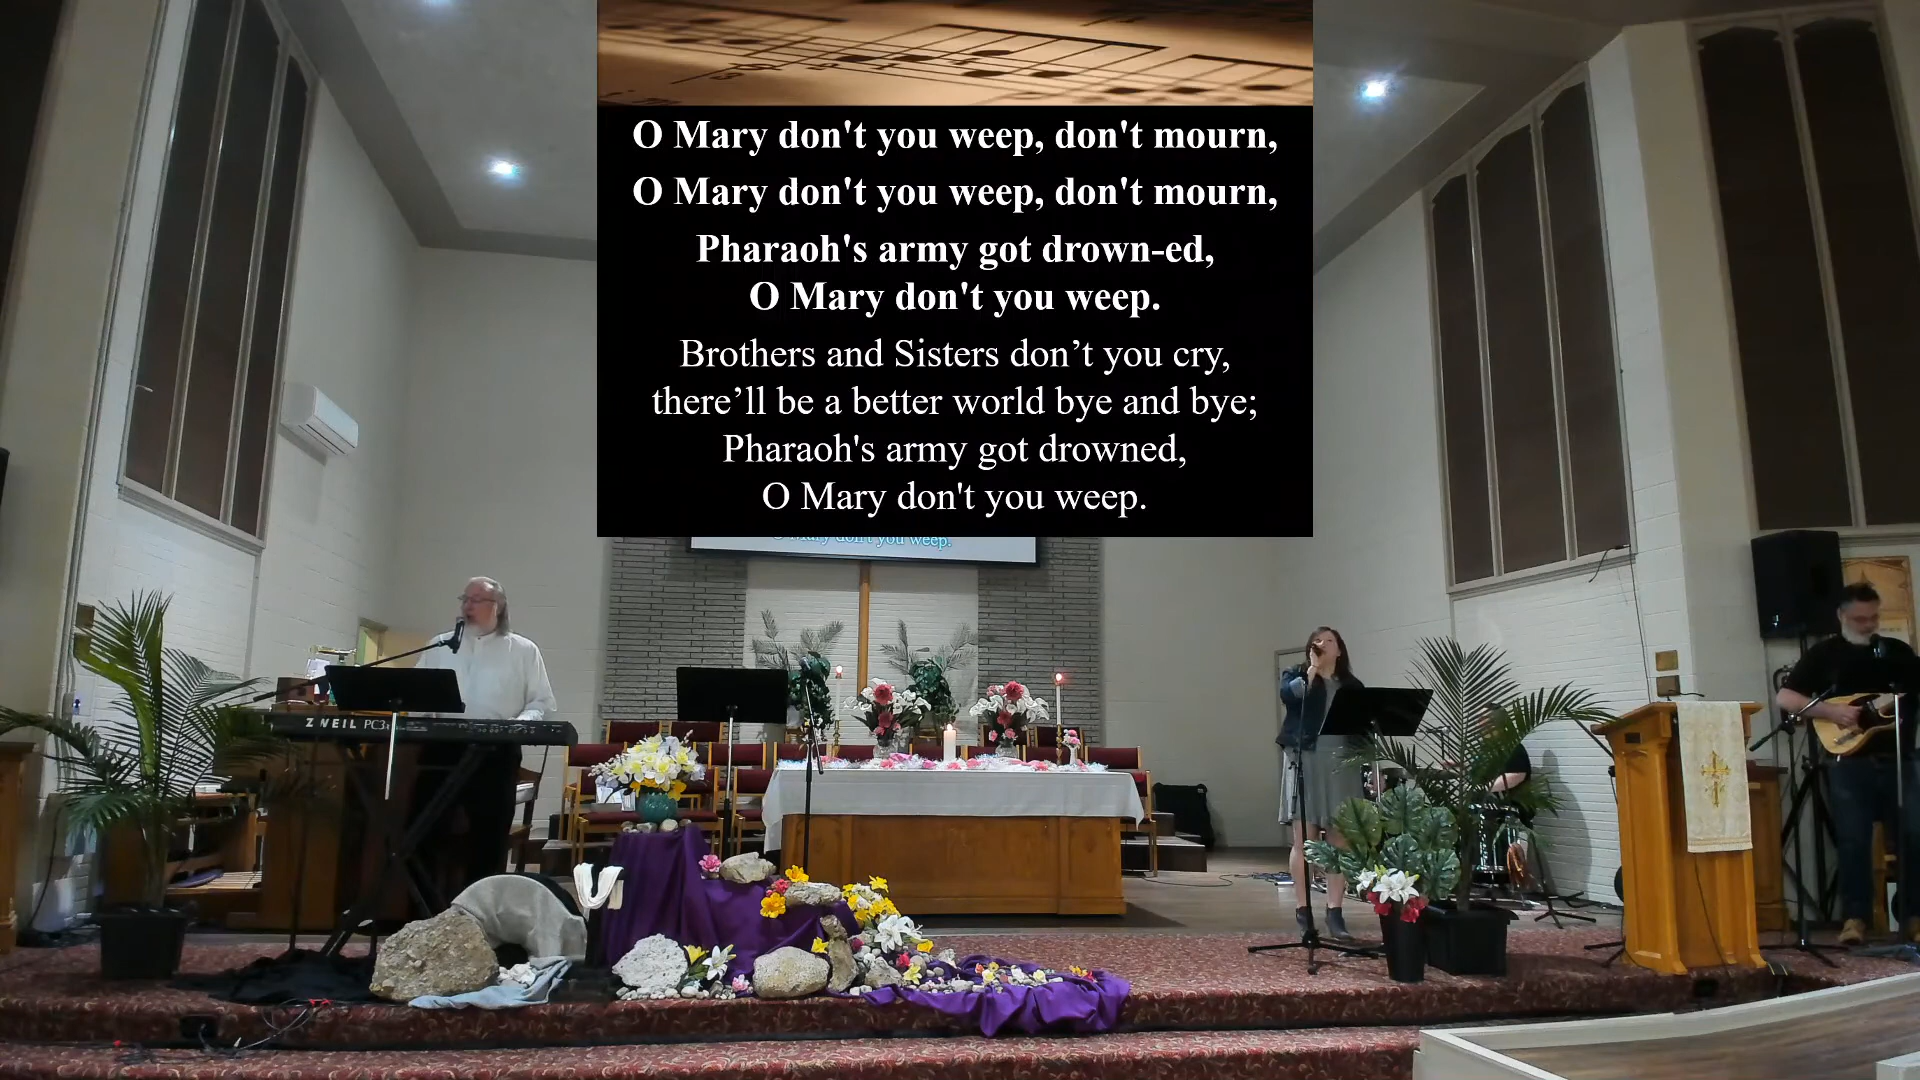 O Mary don't you weep, don't mourn,
O Mary don't you weep, don't mourn,
Pharaoh's army got drown-ed,
O Mary don't you weep.
Brothers and Sisters don’t you cry,
there’ll be a better world bye and bye;
Pharaoh's army got drowned,
O Mary don't you weep.
O Mary don't you weep.
PC3